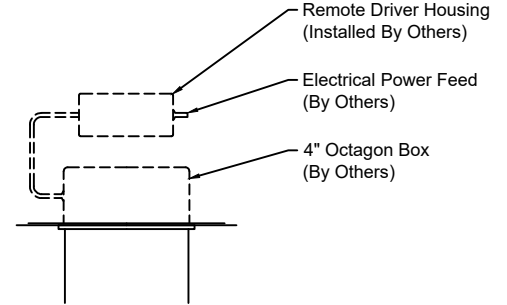 Remote Driver Housing
(Installed By Others)
Electrical Power Feed
(By Others)
4" Octagon Box
(By Others)